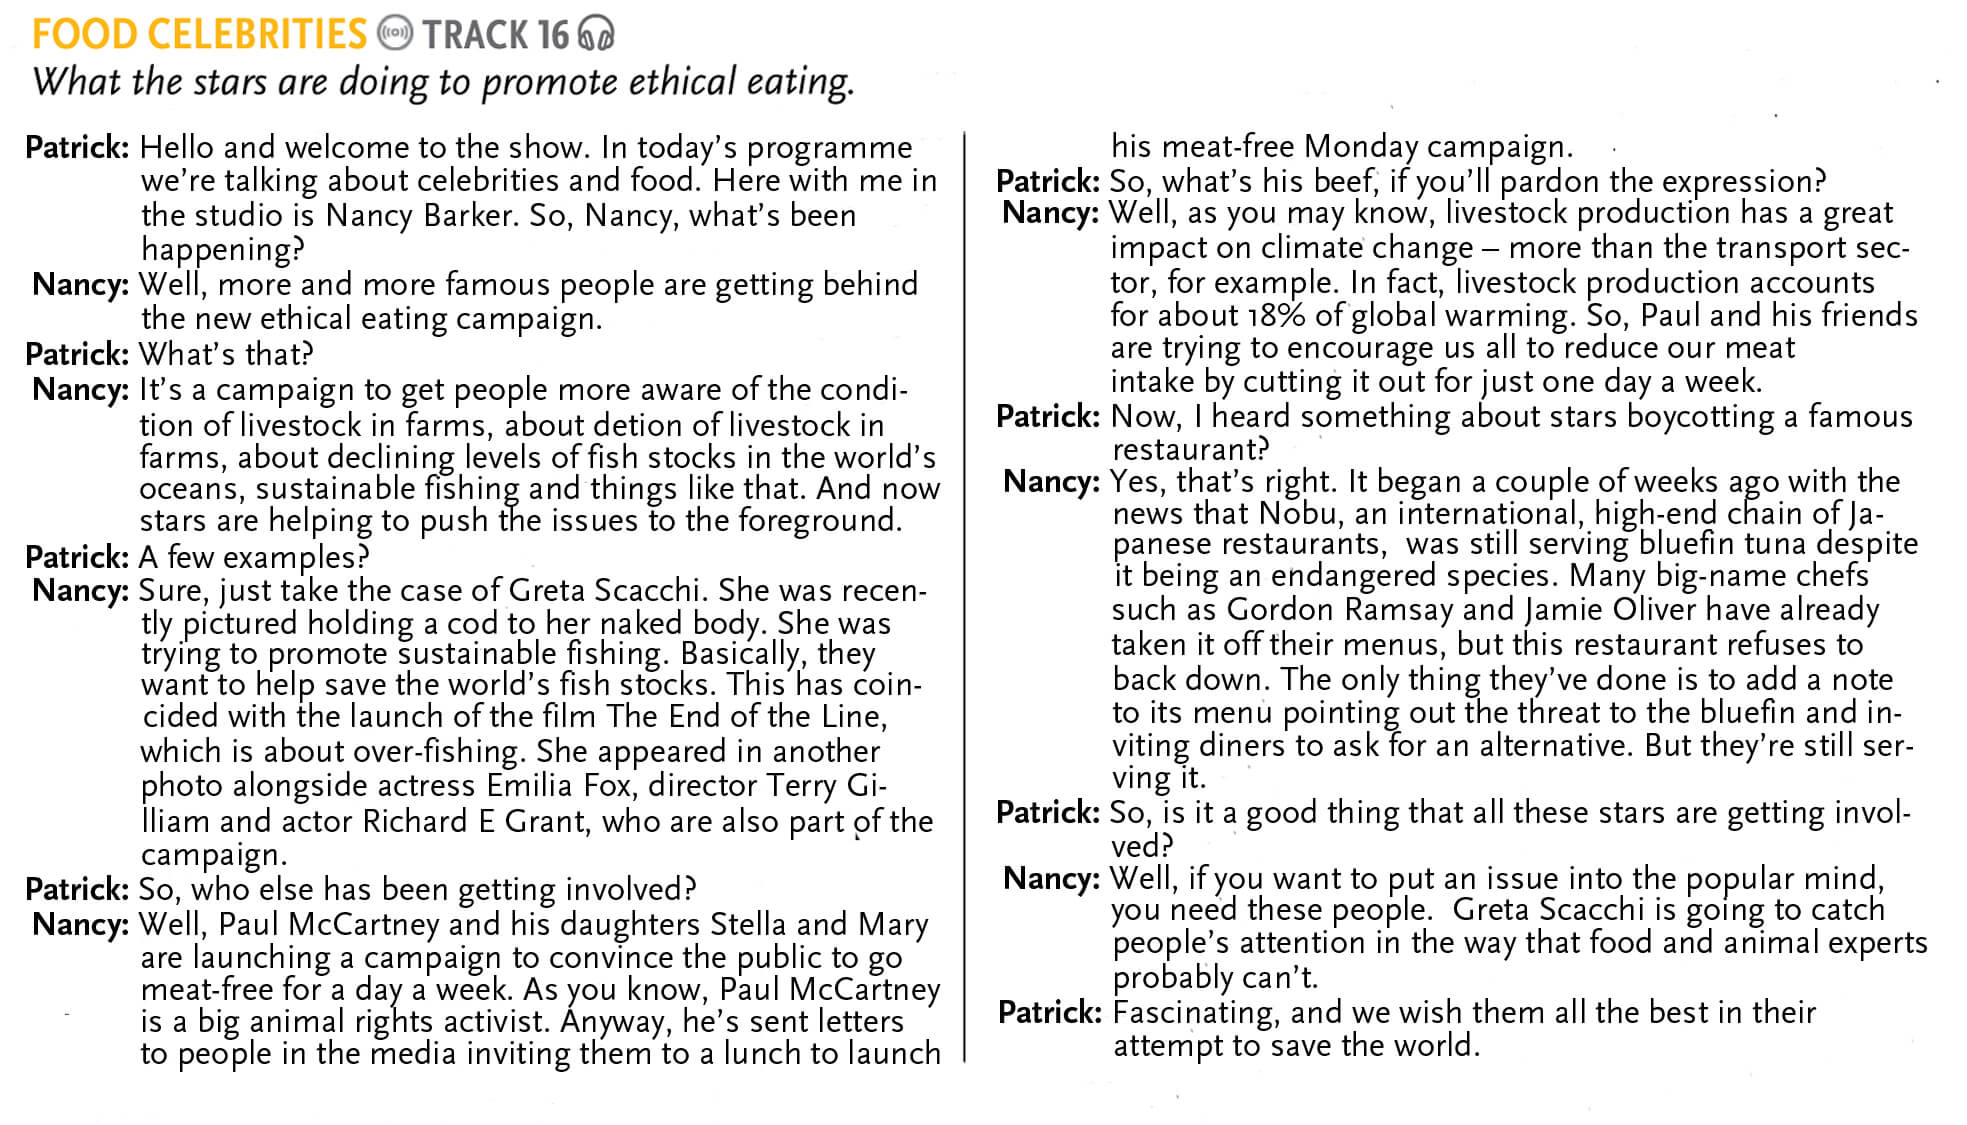 FOOD CELEBRITIES TRACK 16
What the stars are doing to promote ethical eating.
Patrick: Hello and welcome to the show. In today's programme
we're talking about celebrities and food. Here with me in
the studio is Nancy Barker. So, Nancy, what's been
happening?
Nancy: Well, more and more famous people are getting behind
the new ethical eating campaign.
Patrick: What's that?
Nancy: It's a campaign to get people more aware of the condi-
tion of livestock in farms, about detion of livestock in
farms, about declining levels of fish stocks in the world's
oceans, sustainable fishing and things like that. And now
stars are helping to push the issues to the foreground.
Patrick: A few examples?
Nancy: Sure, just take the case of Greta Scacchi. She was recen-
tly pictured holding a cod to her naked body. She was
trying to promote sustainable fishing. Basically, they
want to help save the world's fish stocks. This has coin-
cided with the launch of the film The End of the Line,
which is about over-fishing. She appeared in another
photo alongside actress Emilia Fox, director Terry Gi-
lliam and actor Richard E Grant, who are also part of the
campaign.
Patrick: So, who else has been getting involved?
Nancy: Well, Paul McCartney and his daughters Stella and Mary
are launching a campaign to convince the public to go
meat-free for a day a week. As you know, Paul McCartney
is a big animal rights activist. Anyway, he's sent letters
to people in the media inviting them to a lunch to launch
his meat-free Monday campaign.
Patrick: So, what's his beef, if you'll pardon the expression?
Nancy: Well, as you may know, livestock production has a great
impact on climate change – more than the transport sec-
tor, for example. In fact, livestock production accounts
for about 18% of global warming. So, Paul and his friends
are trying to encourage us all to reduce our meat
intake by cutting it out for just one day a week.
Patrick: Now, I heard something about stars boycotting a famous
restaurant?
Nancy: Yes, that's right. It began a couple of weeks ago with the
news that Nobu, an international, high-end chain of Ja-
panese restaurants, was still serving bluefin tuna despite
it being an endangered species. Many big-name chefs
such as Gordon Ramsay and Jamie Oliver have already
taken it off their menus, but this restaurant refuses to
back down. The only thing they've done is to add a note
to its menu pointing out the threat to the bluefin and in-
viting diners to ask for an alternative. But they're still ser-
ving it.
Patrick: So, is it a good thing that all these stars are getting invol-
ved?
Nancy: Well, if you want to put an issue into the popular mind,
you need these people. Greta Scacchi is going to catch
people's attention in the way that food and animal experts
probably can't.
Patrick: Fascinating, and we wish them all the best in their
attempt to save the world.